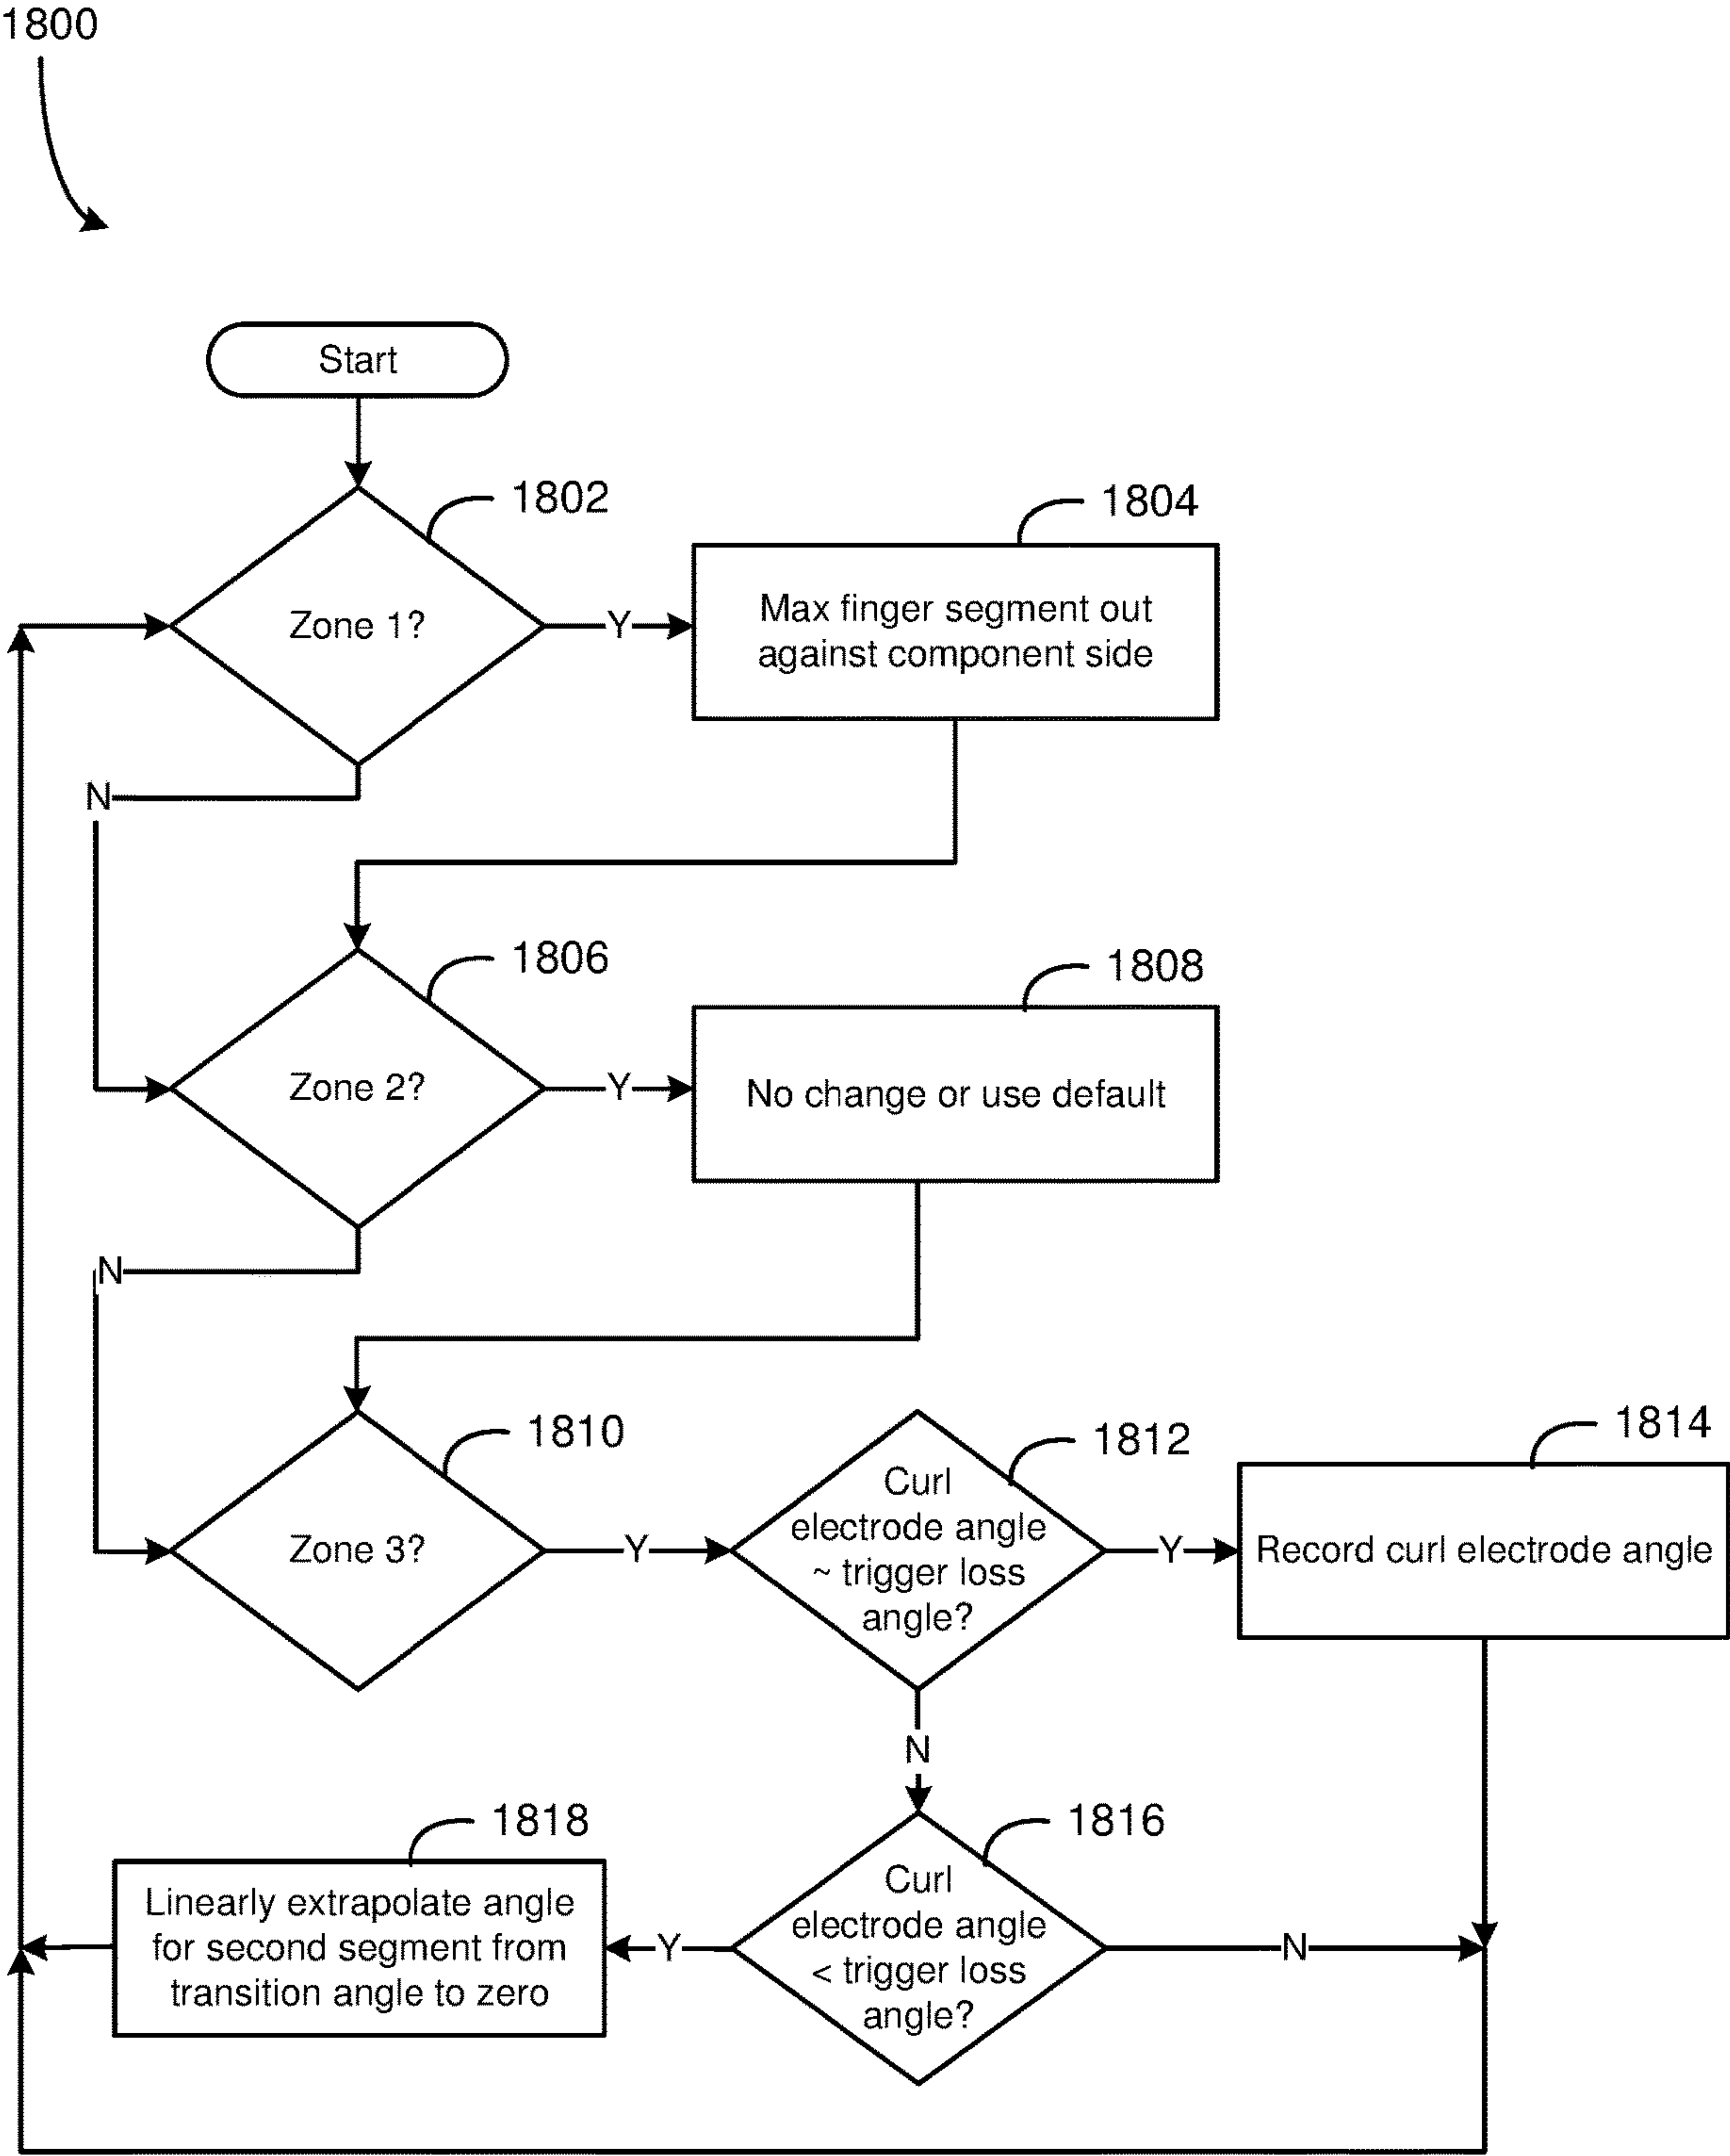 1800
Start
1802
Zone 1?
Y
1804
Max finger segment out
against component side
N
1806
Zone 2?
Y
1808
No change or use default
N
1810
Zone 3?
Y
1812
Curl
electrode angle
~ trigger loss
angle?
Y
1814
Record curl electrode angle
N
1816
Curl
electrode angle
< trigger loss
angle?
N
Y
1818
Linearly extrapolate angle
for second segment from
transition angle to zero